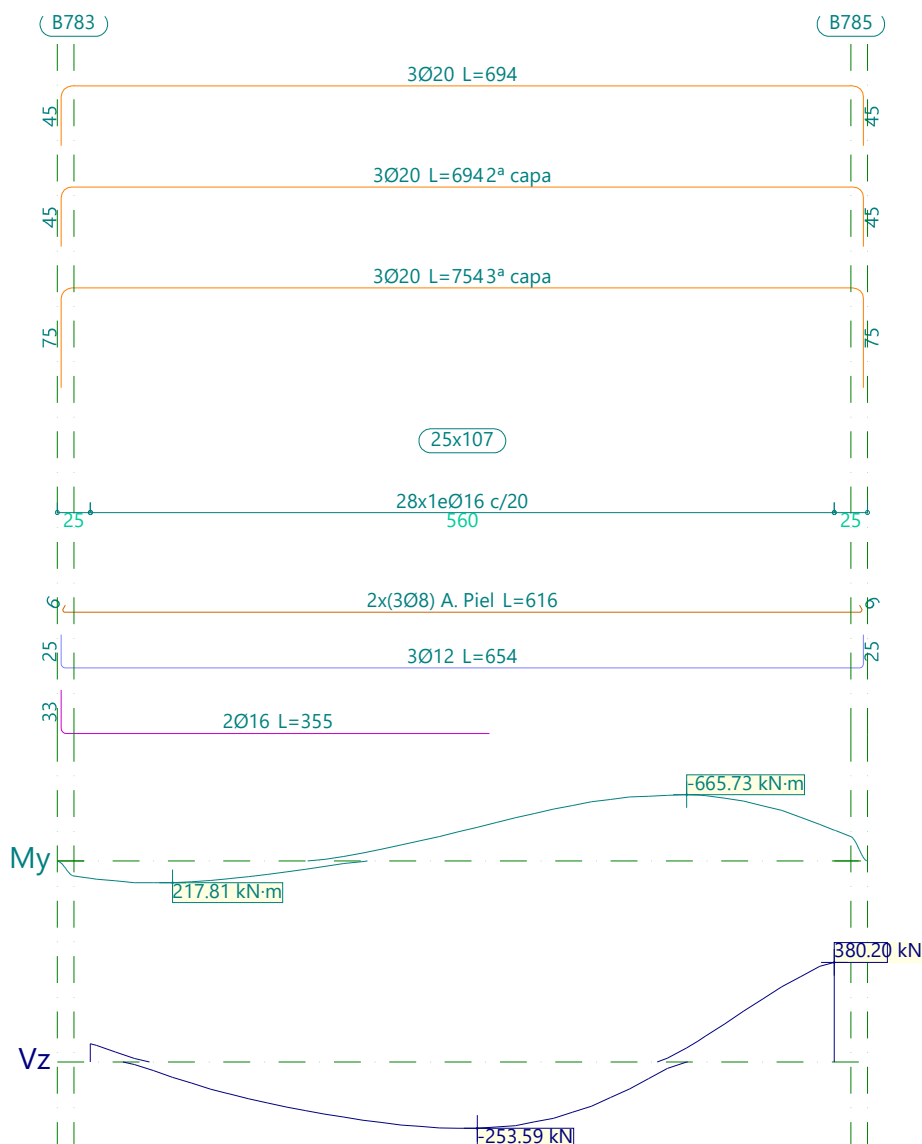 B783 B785
3Ø20 L=694
45 45
3Ø20 L=694 2ª capa
45 45
3Ø20 L=754 3ª capa
75 75
25x107
28x1eØ16 c/20
25 560 25
2x(3Ø8) A. Piel L=616
6 6
3Ø12 L=654
25 25
2Ø16 L=355
33
-665.73 kN·m
My
217.81 kN·m
380.20 kN
Vz
-253.59 kN